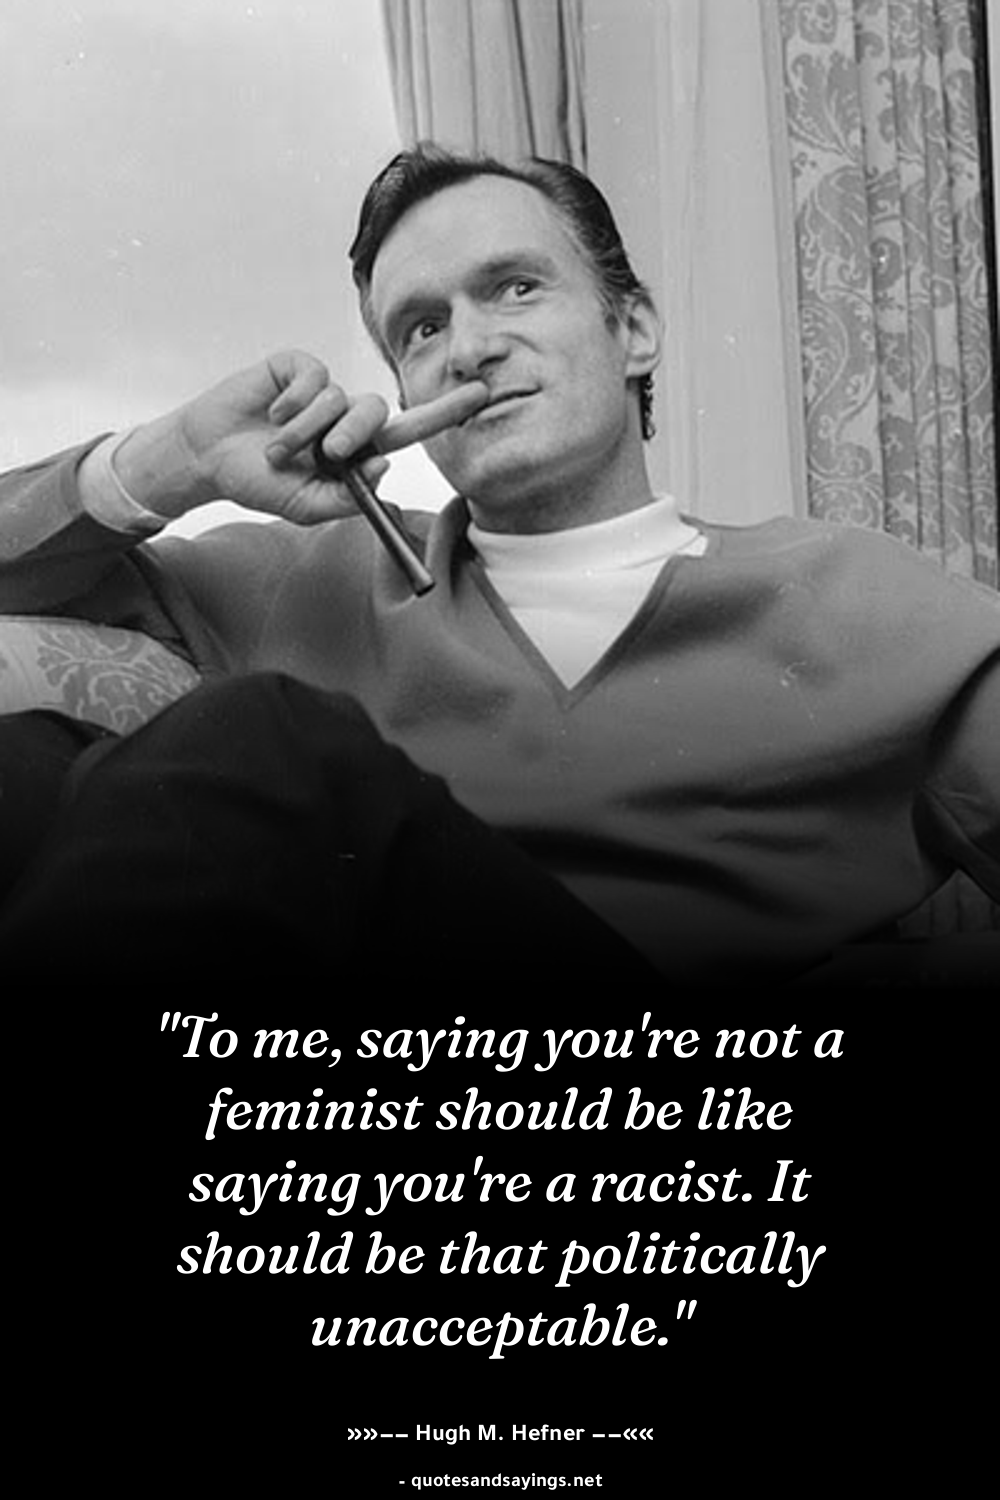 "To me, saying you're not a
feminist should be like
saying you're a racist. It
should be that politically
unacceptable."
»»–– Hugh M. Hefner ––««
- quotesandsayings.net